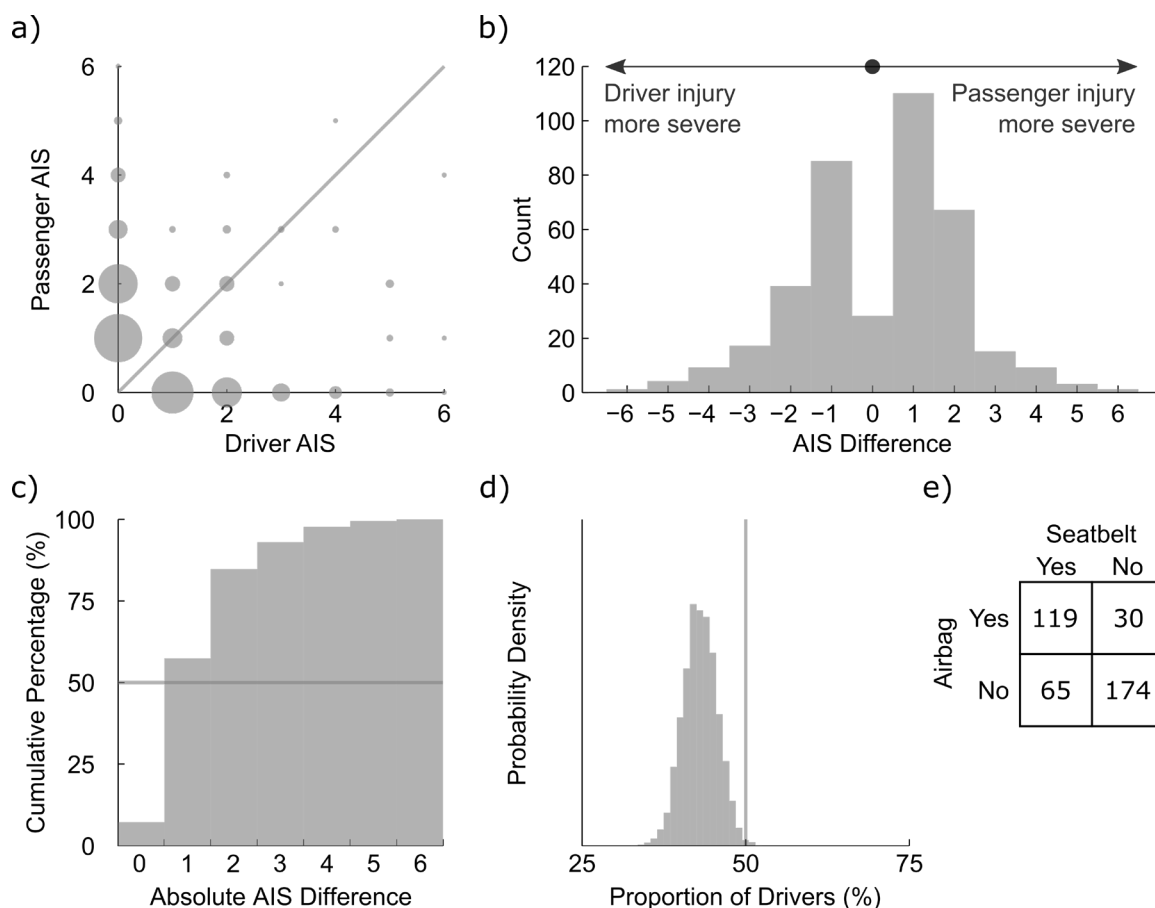 a)
6
4
2
0
0 2 4 6
Passenger AIS
Driver AIS
b)
120
100
80
60
40
20
0
Count
Driver injury
more severe
Passenger injury
more severe
−6 −5 −4 −3 −2 −1 0 1 2 3 4 5 6
AIS Difference
c)
100
75
50
25
0
Cumulative Percentage (%)
0 1 2 3 4 5 6
Absolute AIS Difference
d)
Probability Density
25 50 75
Proportion of Drivers (%)
e)
Seatbelt
Yes No
Airbag
Yes 119 30
No 65 174